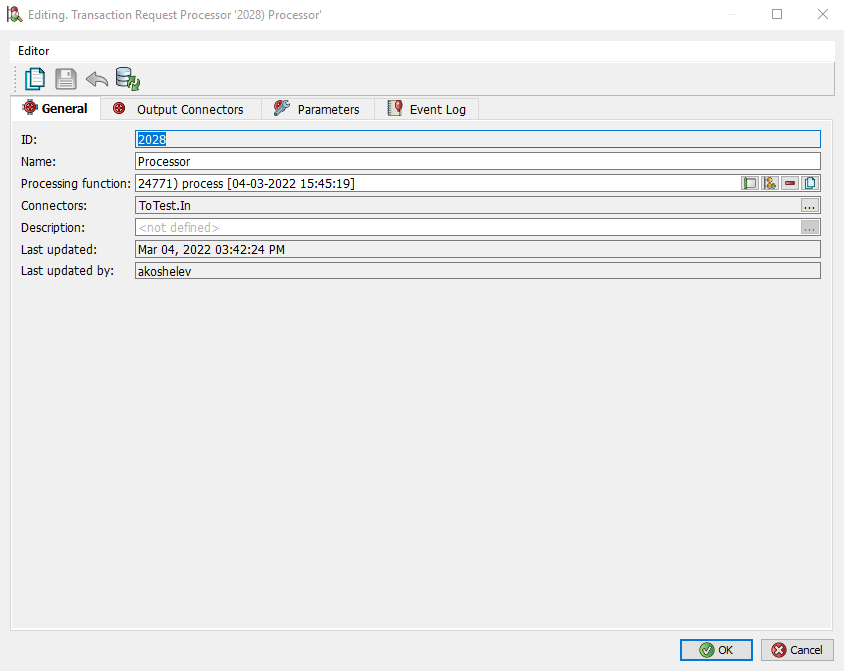 Editing. Transaction Request Processor '2028) Processor'
Editor
General Output Connectors Parameters Event Log
ID: 2028
Name: Processor
Processing function: 24771) process [04-03-2022 15:45:19]
Connectors: ToTest.In ...
Description: <not defined> ...
Last updated: Mar 04, 2022 03:42:24 PM
Last updated by: akoshelev
OK Cancel